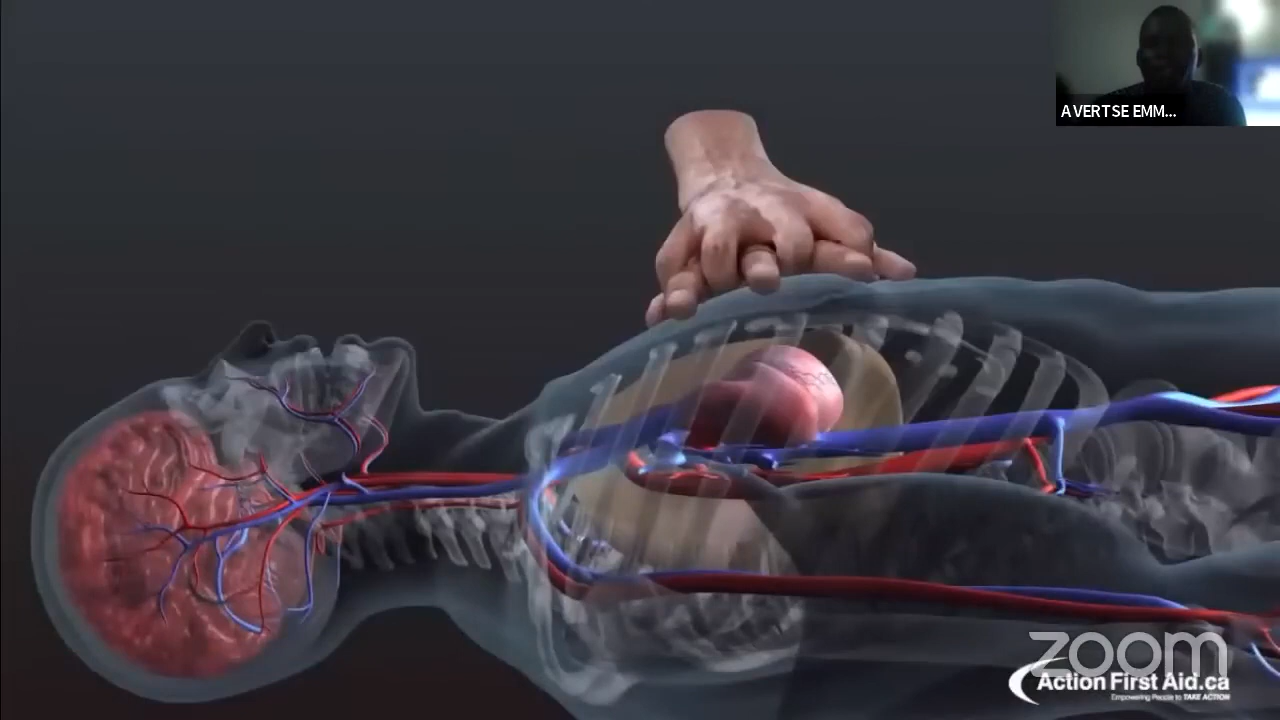 AVERTSE EMM...
zoom
Action First Aid.ca
Empowering People to TAKE ACTION